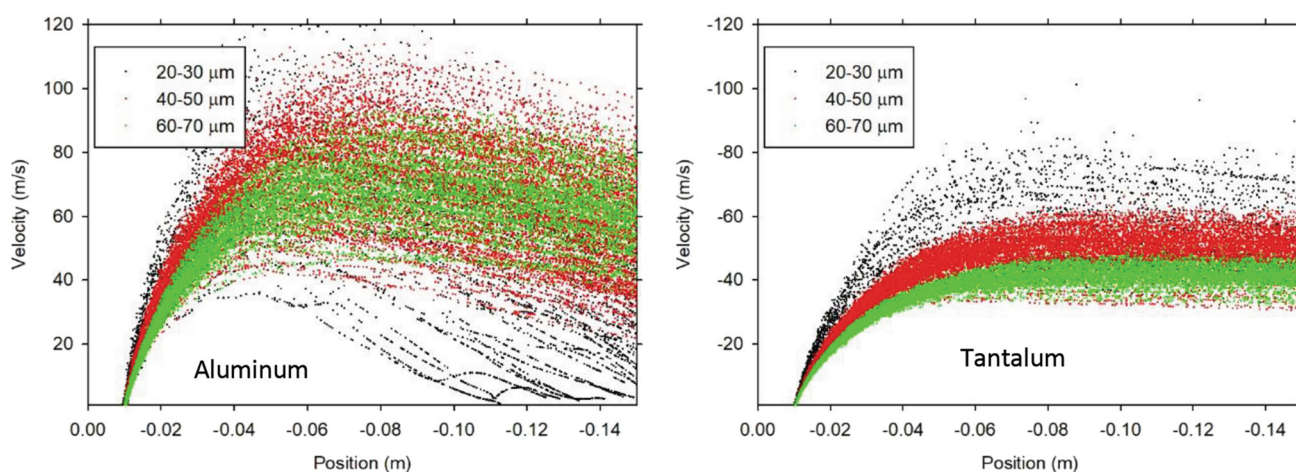 120
100
80
60
40
20
Velocity (m/s)
20-30 μm
40-50 μm
60-70 μm
Aluminum
0.00 -0.02 -0.04 -0.06 -0.08 -0.10 -0.12 -0.14
Position (m)
-120
-100
-80
-60
-40
-20
Velocity (m/s)
20-30 μm
40-50 μm
60-70 μm
Tantalum
0.00 -0.02 -0.04 -0.06 -0.08 -0.10 -0.12 -0.14
Position (m)